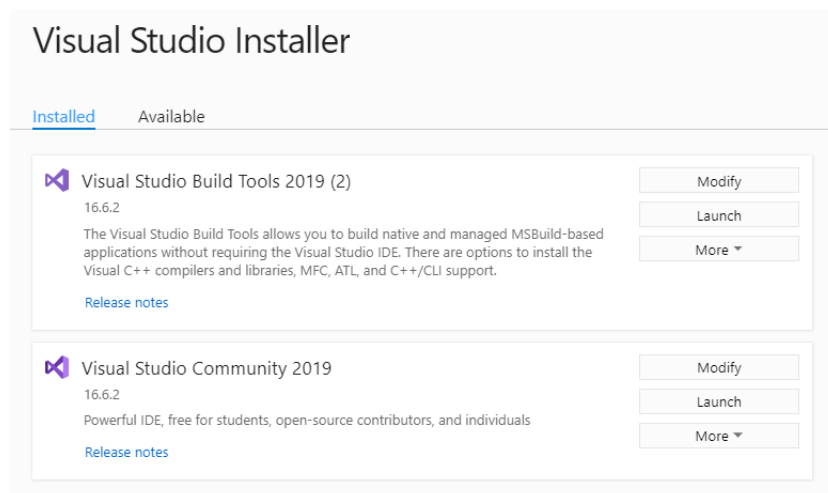 Visual Studio Installer
Installed Available
Visual Studio Build Tools 2019 (2)
16.6.2
The Visual Studio Build Tools allows you to build native and managed MSBuild-based
applications without requiring the Visual Studio IDE. There are options to install the
Visual C++ compilers and libraries, MFC, ATL, and C++/CLI support.
Release notes
Modify
Launch
More
Visual Studio Community 2019
16.6.2
Powerful IDE, free for students, open-source contributors, and individuals
Release notes
Modify
Launch
More